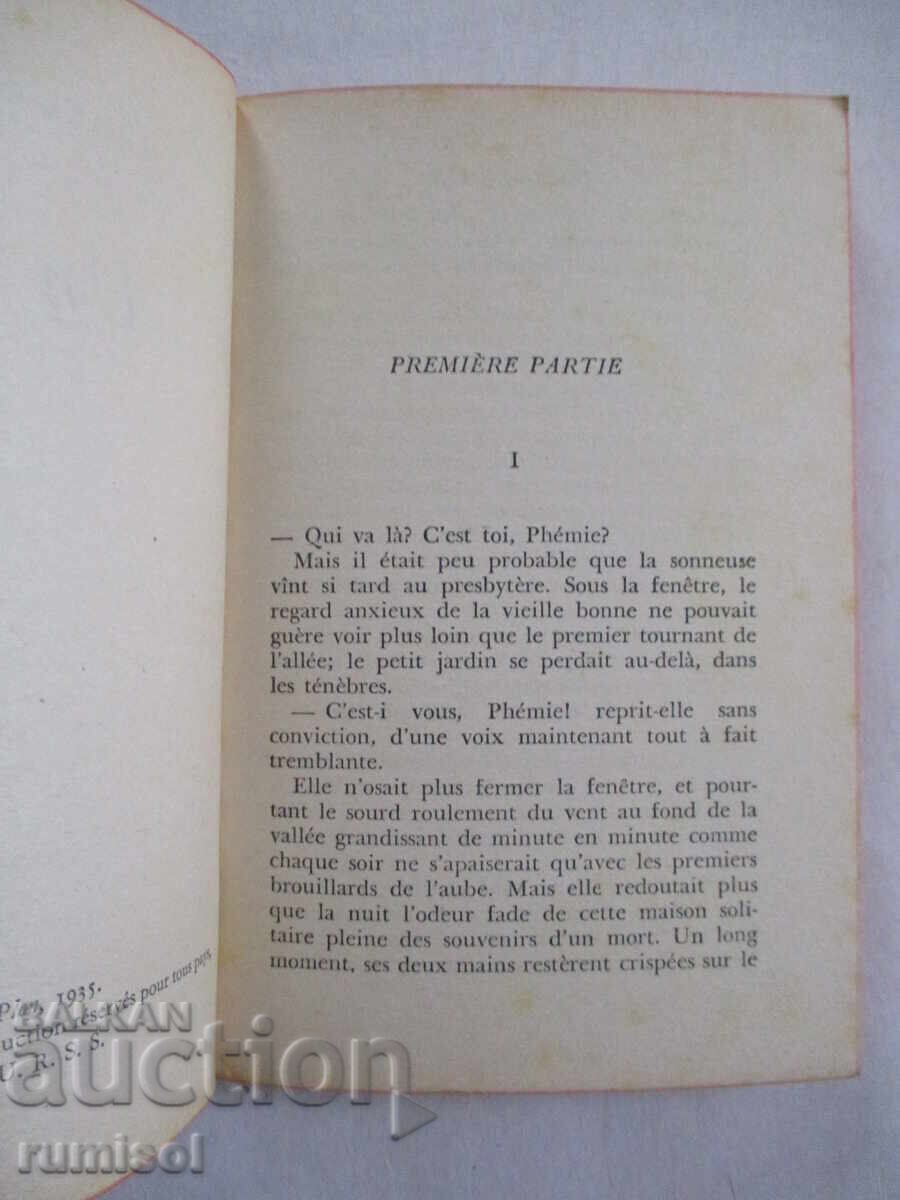 PREMIÈRE PARTIE
I
— Qui va là? C'est toi, Phémie?
Mais il était peu probable que la sonneuse
vînt si tard au presbytère. Sous la fenêtre, le
regard anxieux de la vieille bonne ne pouvait
guère voir plus loin que le premier tournant de
l'allée; le petit jardin se perdait au-delà, dans
les ténèbres.
— C'est-i vous, Phémie! reprit-elle sans
conviction, d'une voix maintenant tout à fait
tremblante.
Elle n'osait plus fermer la fenêtre, et pour-
tant le sourd roulement du vent au fond de la
vallée grandissant de minute en minute comme
chaque soir ne s'apaiserait qu'avec les premiers
brouillards de l'aube. Mais elle redoutait plus
que la nuit l'odeur fade de cette maison soli-
taire pleine des souvenirs d'un mort. Un long
moment, ses deux mains restèrent crispées sur le
1935.
uction réservés pour tous pays,
U. R. S. S.
BALKAN
auction
rumisol